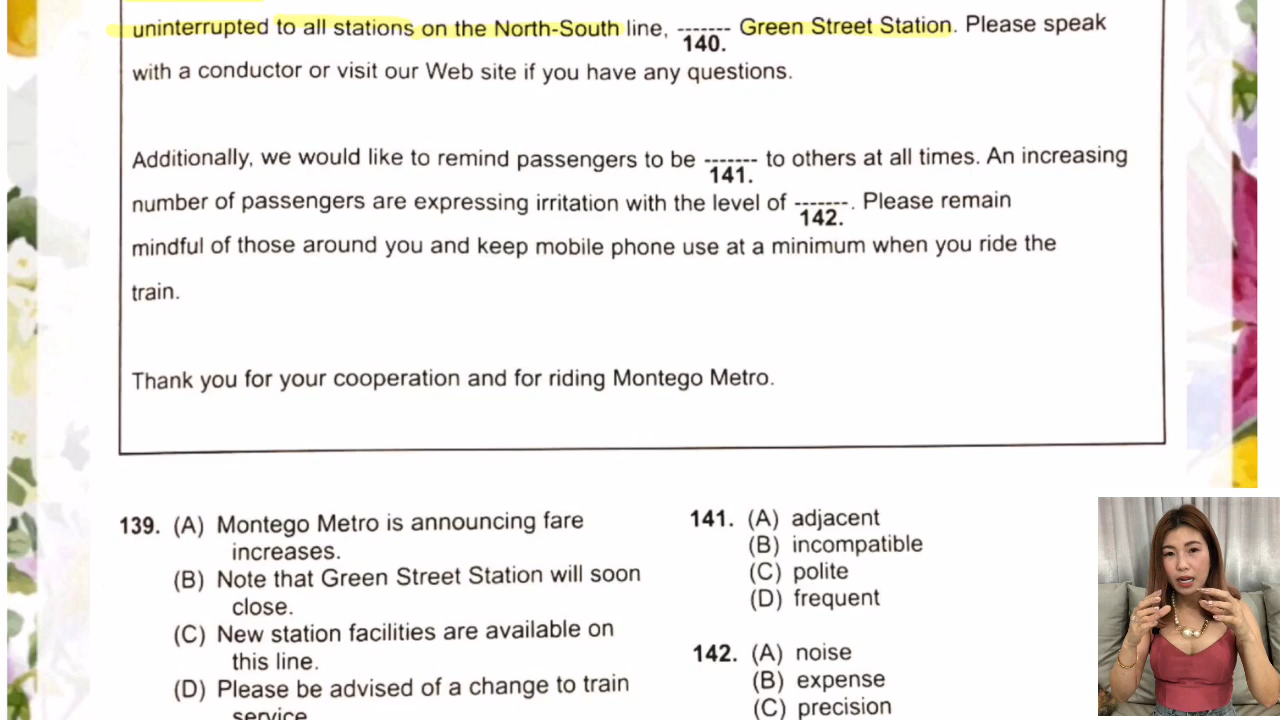 uninterrupted to all stations on the North-South line, ------- Green Street Station. Please speak
140.
with a conductor or visit our Web site if you have any questions.
Additionally, we would like to remind passengers to be ------- to others at all times. An increasing
141.
number of passengers are expressing irritation with the level of -------. Please remain
142.
mindful of those around you and keep mobile phone use at a minimum when you ride the
train.
Thank you for your cooperation and for riding Montego Metro.
139. (A) Montego Metro is announcing fare
increases.
(B) Note that Green Street Station will soon
close.
(C) New station facilities are available on
this line.
(D) Please be advised of a change to train
service
141. (A) adjacent
(B) incompatible
(C) polite
(D) frequent
142. (A) noise
(B) expense
(C) precision